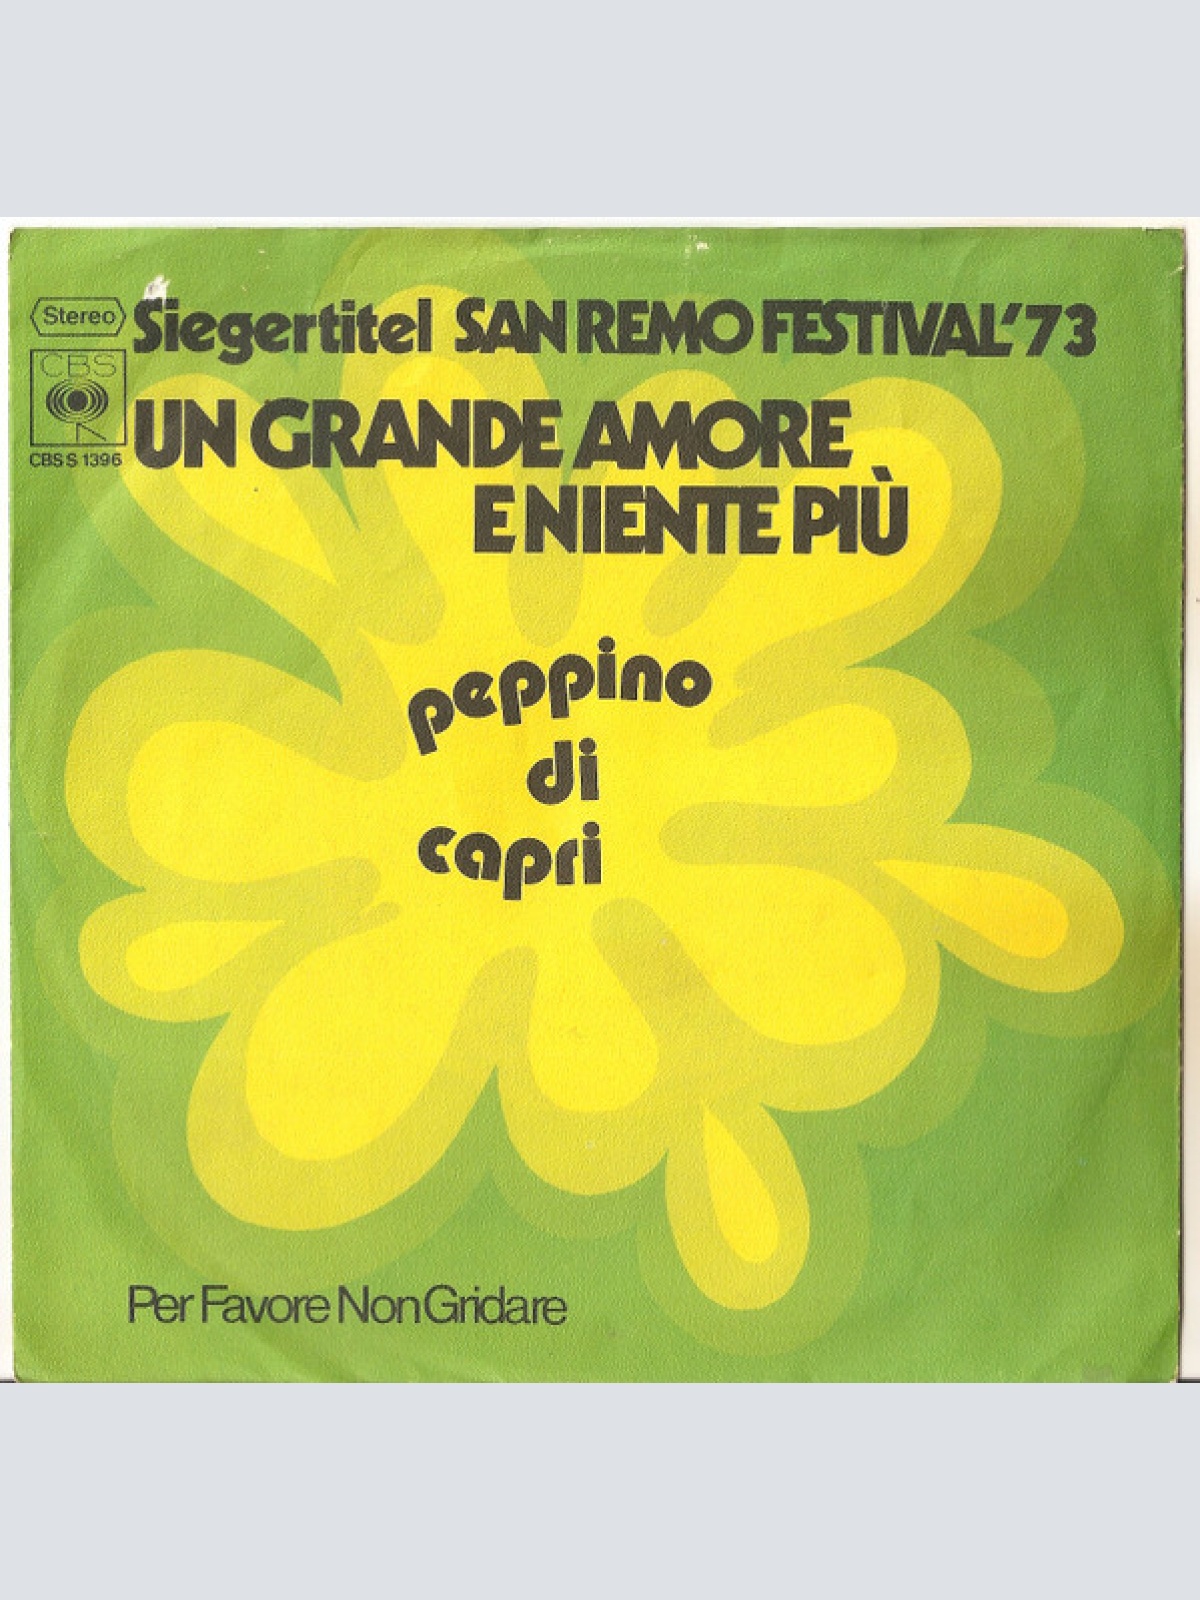 Stereo
Siegertitel SAN REMO FESTIVAL'73
CBS
CBS S 1396
UN GRANDE AMORE
E NIENTE PIÙ
peppino
di
capri
Per Favore Non Gridare